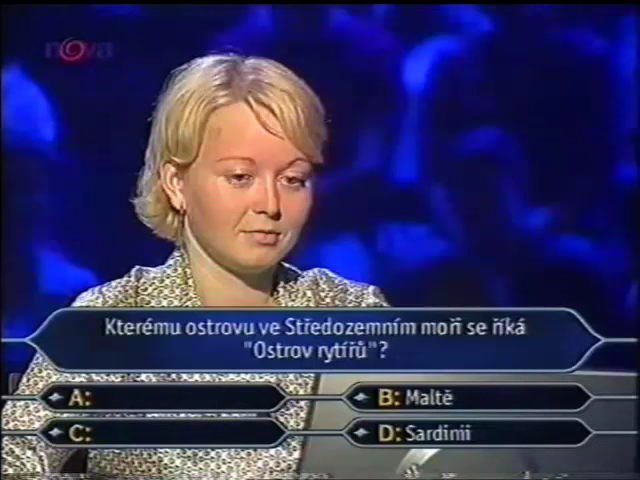 nova
Kterému ostrovu ve Středozemním moři se říká
"Ostrov rytířů"?
A:
B: Maltě
C:
D: Sardinii